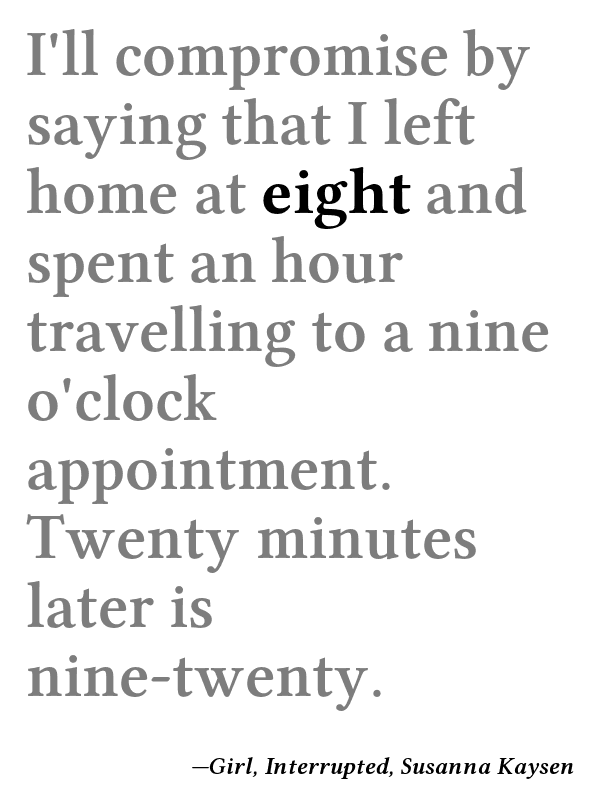 I'll compromise by
saying that I left
home at eight and
spent an hour
travelling to a nine
o'clock
appointment.
Twenty minutes
later is
nine-twenty.
—Girl, Interrupted, Susanna Kaysen